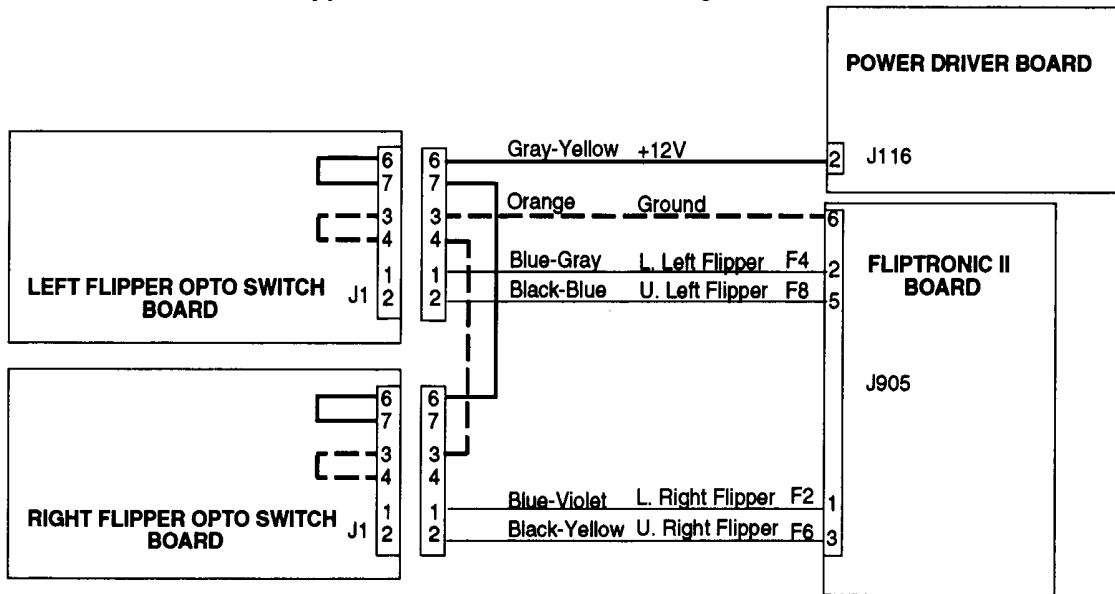 POWER DRIVER BOARD
2 J116
Gray-Yellow +12V
Orange Ground
Blue-Gray L. Left Flipper F4
Black-Blue U. Left Flipper F8
6
7
3
4
1
2
6
7
3
4
1
2
LEFT FLIPPER OPTO SWITCH
BOARD
J1
6
2
5
FLIPTRONIC II
BOARD
J905
6
7
3
4
1
2
6
7
3
4
1
2
RIGHT FLIPPER OPTO SWITCH
BOARD
J1
Blue-Violet L. Right Flipper F2
Black-Yellow U. Right Flipper F6
1
3